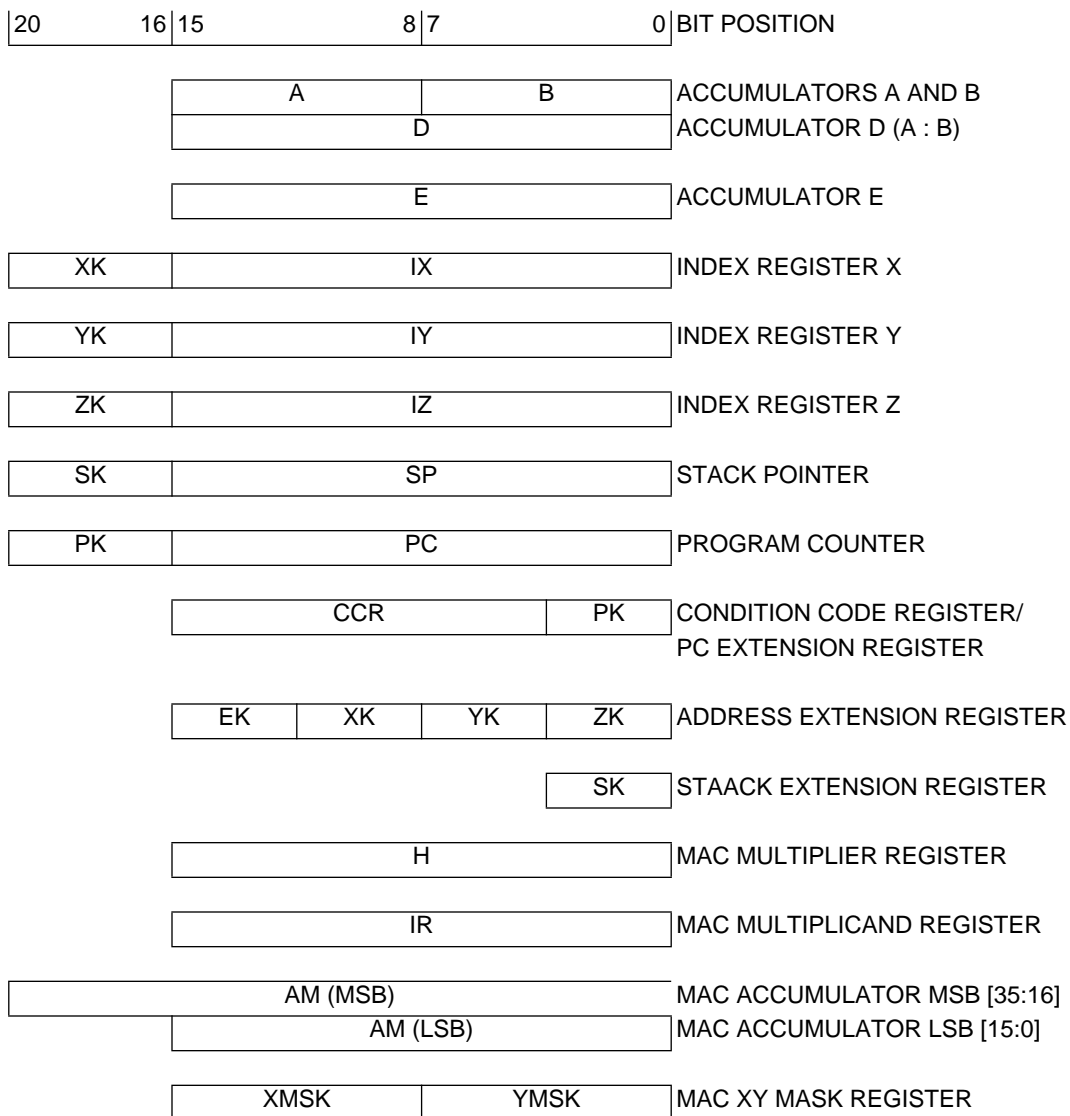 20 16 15 8 7 0 BIT POSITION
A B ACCUMULATORS A AND B
D ACCUMULATOR D (A : B)
E ACCUMULATOR E
XK IX INDEX REGISTER X
YK IY INDEX REGISTER Y
ZK IZ INDEX REGISTER Z
SK SP STACK POINTER
PK PC PROGRAM COUNTER
CCR PK CONDITION CODE REGISTER/
PC EXTENSION REGISTER
EK XK YK ZK ADDRESS EXTENSION REGISTER
SK STAACK EXTENSION REGISTER
H MAC MULTIPLIER REGISTER
IR MAC MULTIPLICAND REGISTER
AM (MSB) MAC ACCUMULATOR MSB [35:16]
AM (LSB) MAC ACCUMULATOR LSB [15:0]
XMSK YMSK MAC XY MASK REGISTER